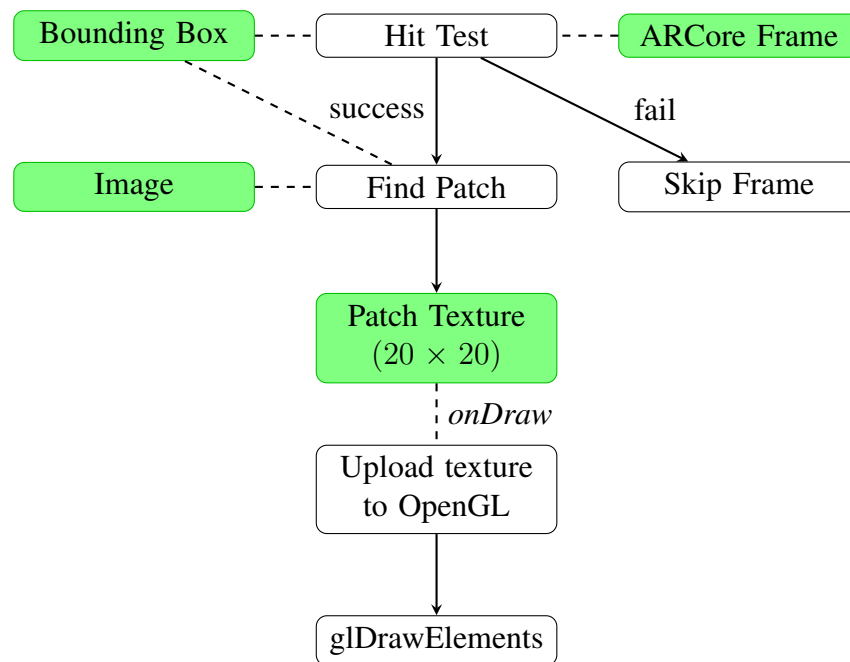 Bounding Box
Hit Test
ARCore Frame
success
fail
Image
Find Patch
Skip Frame
Patch Texture
(20 × 20)
onDraw
Upload texture
to OpenGL
glDrawElements